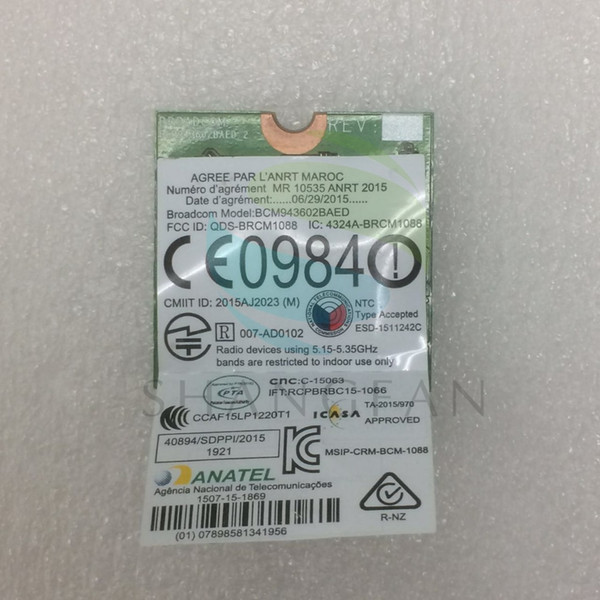 REV:
AGREE PAR L'ANRT MAROC
Numéro d'agrément MR 10535 ANRT 2015
Date d'agrément:......06/29/2015......
Broadcom Model:BCM943602BAED
FCC ID: QDS-BRCM1088 IC: 4324A-BRCM1088
CE0984
CMIIT ID: 2015AJ2023 (M)
NTC
Type Accepted
ESD-1511242C
R 007-AD0102
Radio devices using 5.15-5.35GHz
bands are restricted to indoor use only
PTA
CNC:C-15063
IFT:RCPBRBC15-1066
CCAF15LP1220T1
ICASA
TA-2015/970
APPROVED
40894/SDPPI/2015
1921
MSIP-CRM-BCM-1088
ANATEL
Agência Nacional de Telecomunicações
1507-15-1869
R-NZ
(01) 07898581341956
SHANGFAN